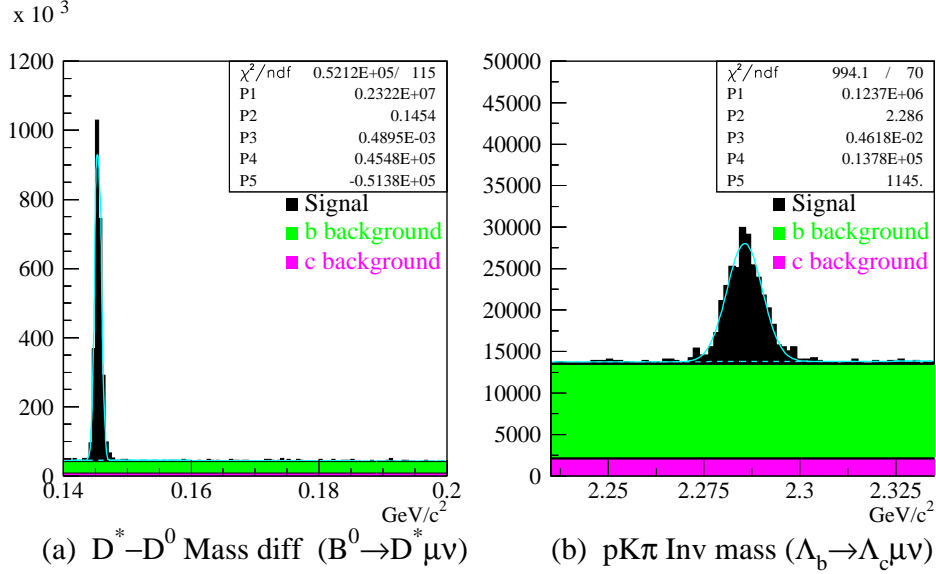 x 10³
1200
1000
800
600
400
200
0
0.14 0.16 0.18 0.2
GeV/c²
χ²/ndf 0.5212E+05/ 115
P1 0.2322E+07
P2 0.1454
P3 0.4895E-03
P4 0.4548E+05
P5 -0.5138E+05
Signal
b background
c background
(a) D*−D⁰ Mass diff (B⁰→D*μν)
50000
45000
40000
35000
30000
25000
20000
15000
10000
5000
0
2.25 2.275 2.3 2.325
GeV/c²
χ²/ndf 994.1 / 70
P1 0.1237E+06
P2 2.286
P3 0.4618E-02
P4 0.1378E+05
P5 1145.
Signal
b background
c background
(b) pKπ Inv mass (Λ_b→Λ_cμν)